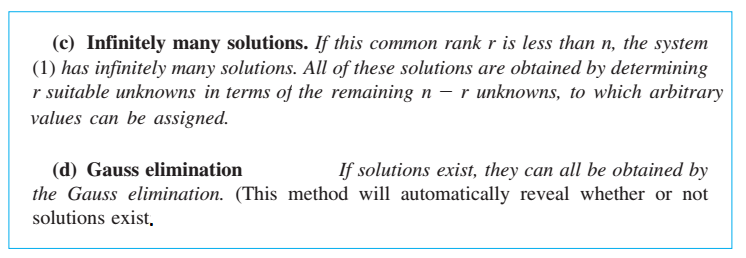 (c) Infinitely many solutions. If this common rank r is less than n, the system
(1) has infinitely many solutions. All of these solutions are obtained by determining
r suitable unknowns in terms of the remaining n − r unknowns, to which arbitrary
values can be assigned.
(d) Gauss elimination If solutions exist, they can all be obtained by
the Gauss elimination. (This method will automatically reveal whether or not
solutions exist.